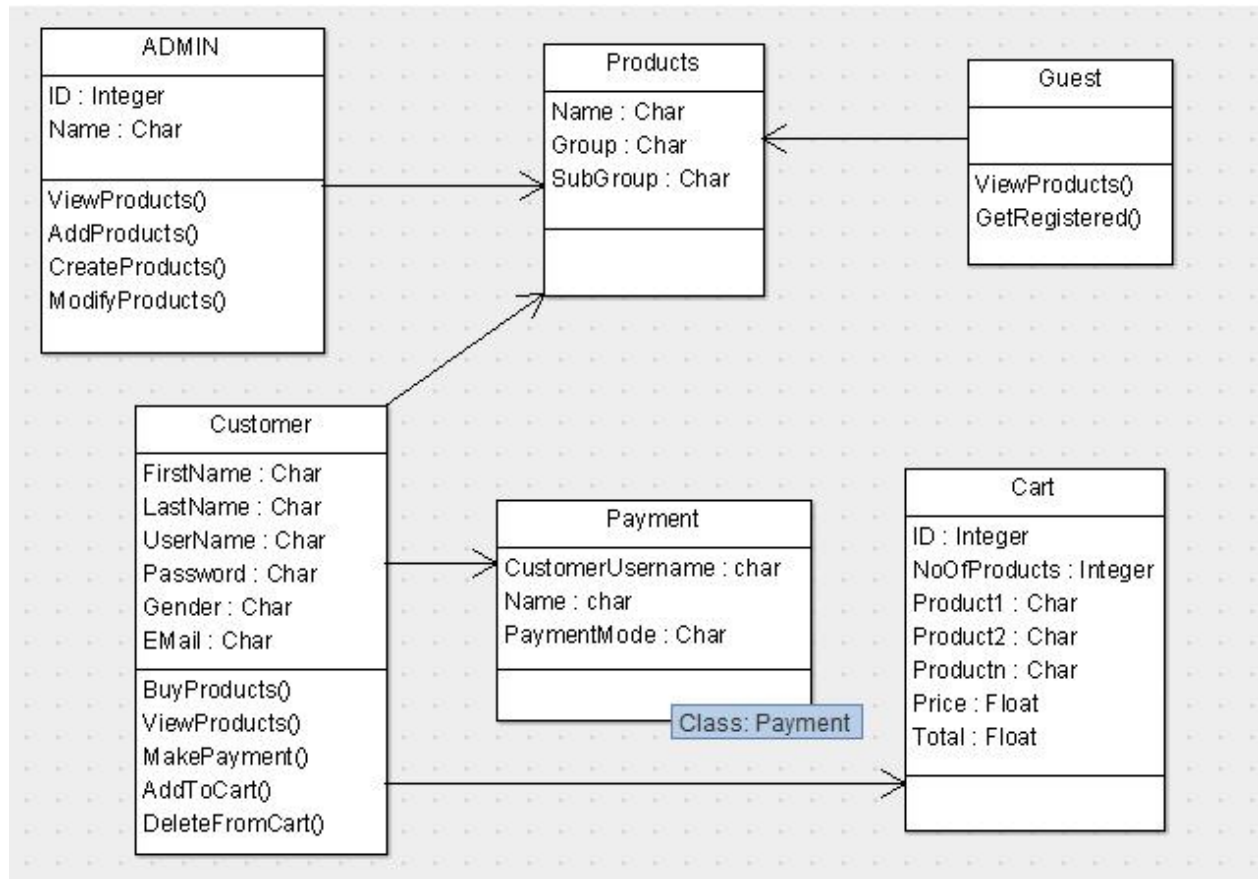 ADMIN
ID : Integer
Name : Char
ViewProducts()
AddProducts()
CreateProducts()
ModifyProducts()
Products
Name : Char
Group : Char
SubGroup : Char
Guest
ViewProducts()
GetRegistered()
Customer
FirstName : Char
LastName : Char
UserName : Char
Password : Char
Gender : Char
EMail : Char
BuyProducts()
ViewProducts()
MakePayment()
AddToCart()
DeleteFromCart()
Payment
CustomerUsername : char
Name : char
PaymentMode : Char
Class: Payment
Cart
ID : Integer
NoOfProducts : Integer
Product1 : Char
Product2 : Char
Productn : Char
Price : Float
Total : Float